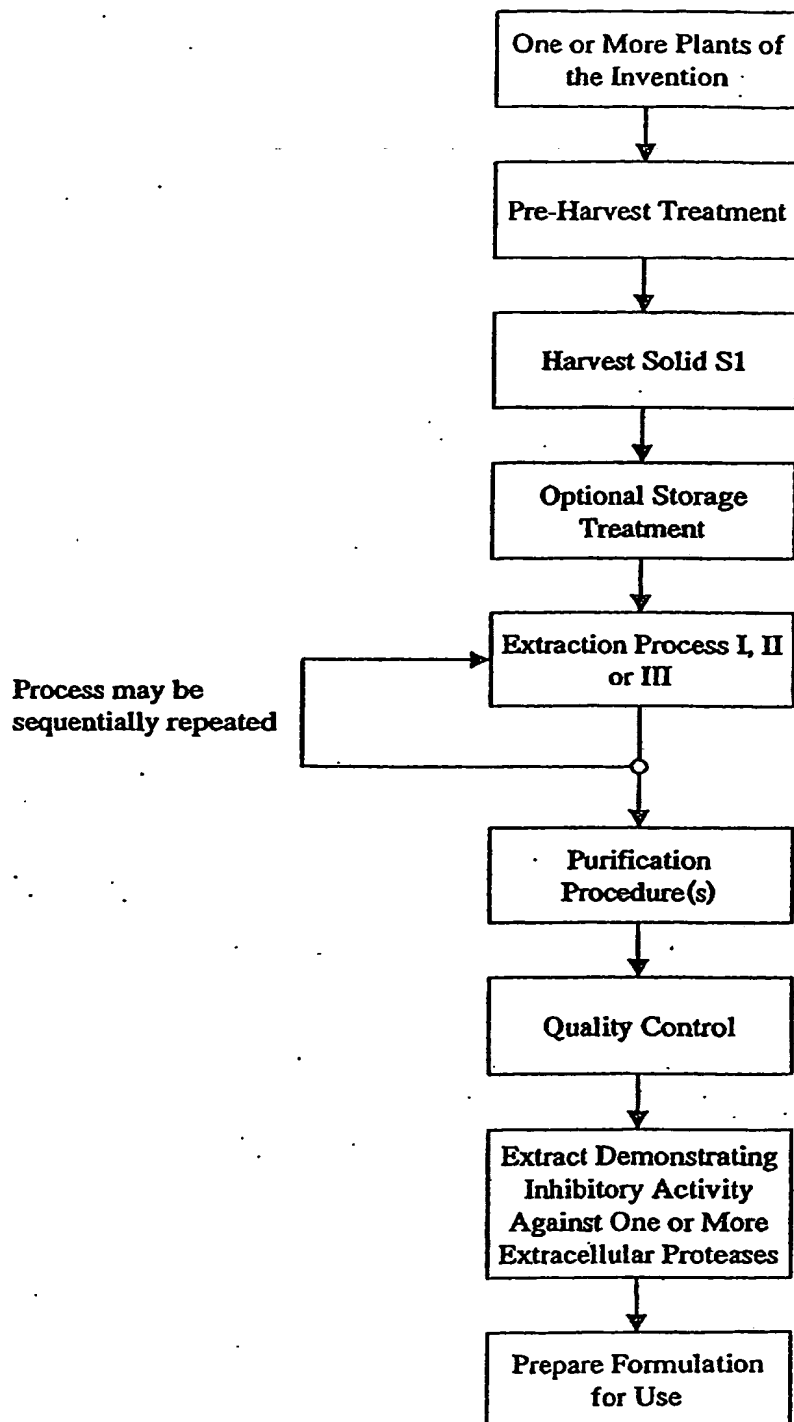 One or More Plants of
the Invention
Pre-Harvest Treatment
Harvest Solid S1
Optional Storage
Treatment
Extraction Process I, II
or III
Process may be
sequentially repeated
Purification
Procedure(s)
Quality Control
Extract Demonstrating
Inhibitory Activity
Against One or More
Extracellular Proteases
Prepare Formulation
for Use